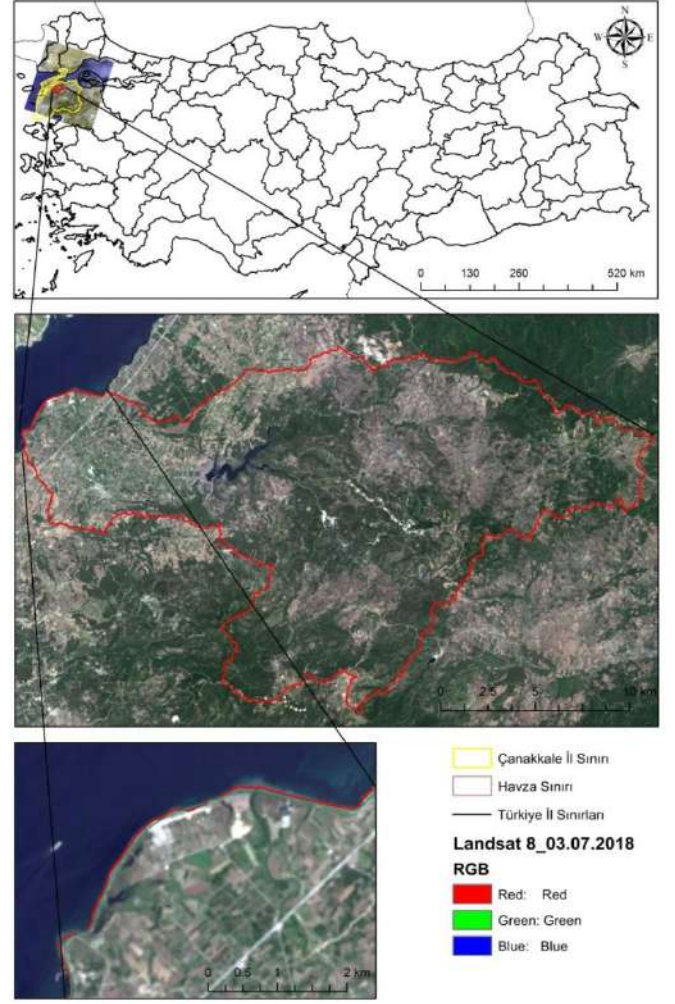 N
W E
S
0 130 260 520 km
0 2.5 5 10 km
Çanakkale İl Sınırı
Havza Sınırı
Türkiye İl Sınırları
Landsat 8_03.07.2018
RGB
Red: Red
Green: Green
Blue: Blue
0 0.5 1 2 km